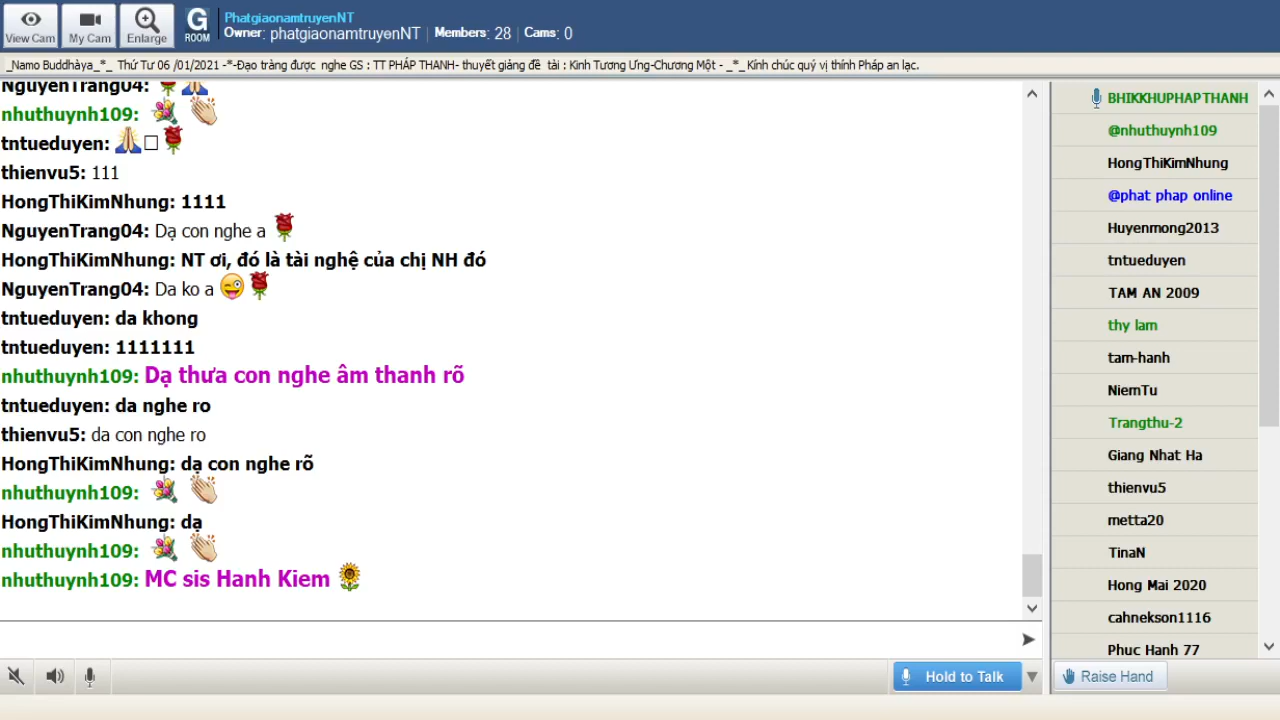 View Cam
My Cam
Enlarge
G
ROOM
PhatgiaonamtruyenNT
Owner: phatgiaonamtruyenNT | Members: 28 | Cams: 0
_Namo Buddhàya_*_ Thứ Tư 06 /01/2021 -*-Đạo tràng được nghe GS : TT PHÁP THANH- thuyết giảng đề tài : Kinh Tương Ưng-Chương Một - _*_Kính chúc quý vị thính Pháp an lạc.
NguyenTrang04:
nhuthuynh109:
tntueduyen:
thienvu5: 111
HongThiKimNhung: 1111
NguyenTrang04: Dạ con nghe a
HongThiKimNhung: NT ơi, đó là tài nghệ của chị NH đó
NguyenTrang04: Da ko a
tntueduyen: da khong
tntueduyen: 1111111
nhuthuynh109: Dạ thưa con nghe âm thanh rõ
tntueduyen: da nghe ro
thienvu5: da con nghe ro
HongThiKimNhung: dạ con nghe rõ
nhuthuynh109:
HongThiKimNhung: dạ
nhuthuynh109:
nhuthuynh109: MC sis Hanh Kiem
BHIKKHUPHAPTHANH
@nhuthuynh109
HongThiKimNhung
@phat phap online
Huyenmong2013
tntueduyen
TAM AN 2009
thy lam
tam-hanh
NiemTu
Trangthu-2
Giang Nhat Ha
thienvu5
metta20
TinaN
Hong Mai 2020
cahnekson1116
Phuc Hanh 77
Hold to Talk
Raise Hand